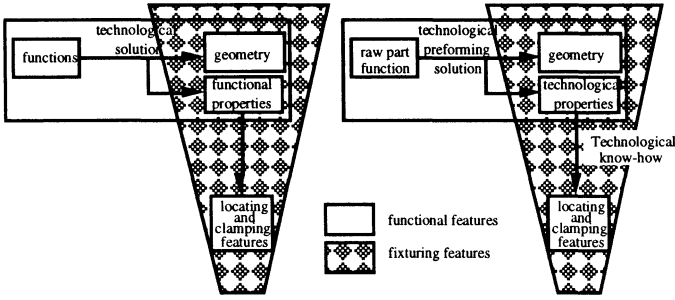 technological
solution
functions
geometry
functional
properties
locating
and
clamping
features
technological
preforming
solution
raw part
function
geometry
technological
properties
Technological
know-how
locating
and
clamping
features
functional features
fixturing features